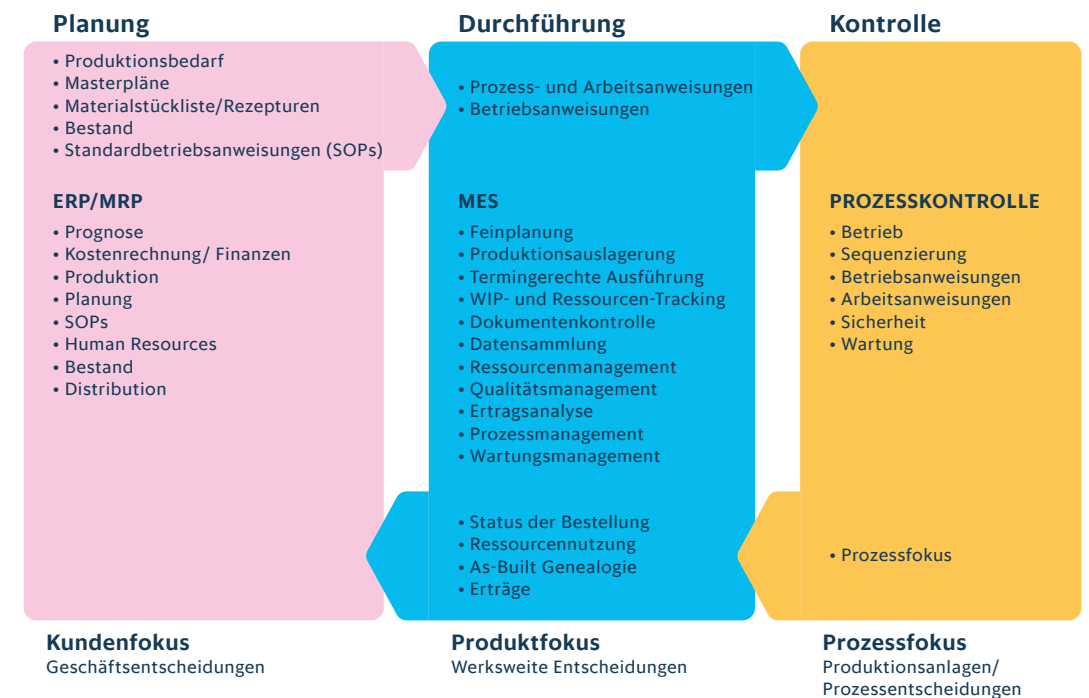 Planung
• Produktionsbedarf
• Masterpläne
• Materialstückliste/Rezepturen
• Bestand
• Standardbetriebsanweisungen (SOPs)
ERP/MRP
• Prognose
• Kostenrechnung/ Finanzen
• Produktion
• Planung
• SOPs
• Human Resources
• Bestand
• Distribution
Kundenfokus
Geschäftsentscheidungen
Durchführung
• Prozess- und Arbeitsanweisungen
• Betriebsanweisungen
MES
• Feinplanung
• Produktionsauslagerung
• Termingerechte Ausführung
• WIP- und Ressourcen-Tracking
• Dokumentenkontrolle
• Datensammlung
• Ressourcenmanagement
• Qualitätsmanagement
• Ertragsanalyse
• Prozessmanagement
• Wartungsmanagement
• Status der Bestellung
• Ressourcennutzung
• As-Built Genealogie
• Erträge
Produktfokus
Werksweite Entscheidungen
Kontrolle
PROZESSKONTROLLE
• Betrieb
• Sequenzierung
• Betriebsanweisungen
• Arbeitsanweisungen
• Sicherheit
• Wartung
• Prozessfokus
Prozessfokus
Produktionsanlagen/
Prozessentscheidungen